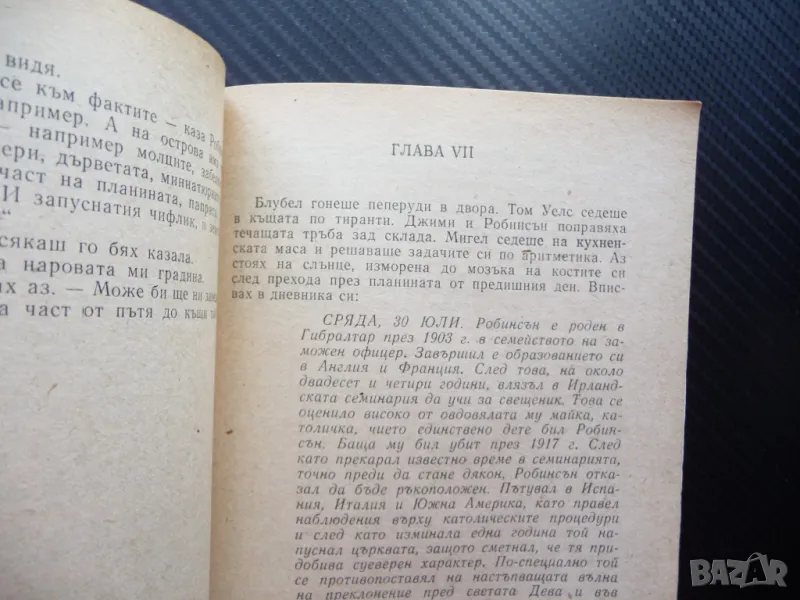 видя.
се към фактите — каза
например. А на острова има
— например молците,
дърветата,
част на планината,
И запуснатия чифлик, и
сякаш го бях казала.
на наровата ми градина.
аз. — Може би ще ни
а част от пътя до къщи
ГЛАВА VII
Блубел гонеше пеперуди в двора. Том Уелс седеше
в къщата по тиранти. Джими и Робинсън поправяха
течащата тръба зад склада. Мигел седеше на кухнен-
ската маса и решаваше задачите си по аритметика. Аз
стоях на слънце, изморена до мозъка на костите си
след прехода през планината от предишния ден. Впис-
вах в дневника си:
СРЯДА, 30 ЮЛИ. Робинсън е роден в
Гибралтар през 1903 г. в семейството на за-
можен офицер. Завършил е образованието си
в Англия и Франция. След това, на около
двадесет и четири години, влязъл в Ирланд-
ската семинария да учи за свещеник. Това се
оценило високо от овдовялата му майка, ка-
толичка, чието единствено дете бил Робин-
сън. Баща му бил убит през 1917 г. След
като прекарал известно време в семинарията,
точно преди да стане дякон, Робинсън отка-
зал да бъде ръкоположен. Пътувал в Испа-
ния, Италия и Южна Америка, като правел
наблюдения върху католическите процедури
и след като изминала една година той на-
пуснал църквата, защото сметнал, че тя при-
добива суеверен характер. По-специално той
се противопоставял на настъпващата вълна
на преклонение пред светата Дева и във
BAZAR
.bg